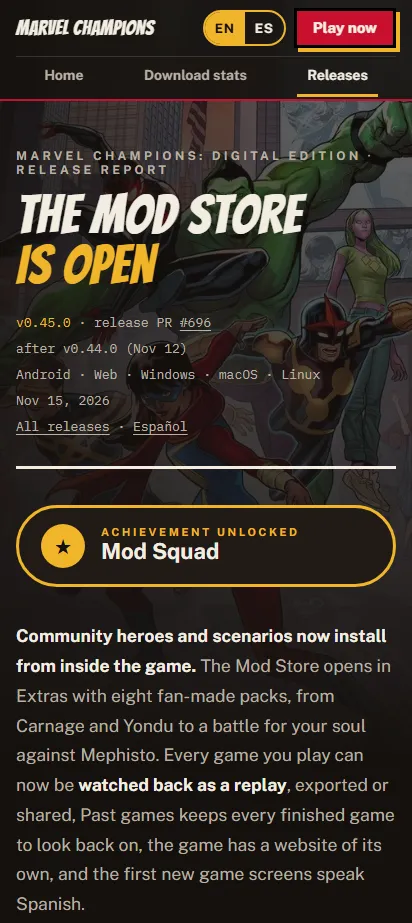 MARVEL CHAMPIONS
EN ES
Play now
Home Download stats Releases
MARVEL CHAMPIONS: DIGITAL EDITION ·
RELEASE REPORT
THE MOD STORE
IS OPEN
v0.45.0 · release PR #696
after v0.44.0 (Nov 12)
Android · Web · Windows · macOS · Linux
Nov 15, 2026
All releases · Español
ACHIEVEMENT UNLOCKED
Mod Squad
Community heroes and scenarios now install
from inside the game. The Mod Store opens in
Extras with eight fan-made packs, from
Carnage and Yondu to a battle for your soul
against Mephisto. Every game you play can
now be watched back as a replay, exported or
shared, Past games keeps every finished game
to look back on, the game has a website of its
own, and the first new game screens speak
Spanish.